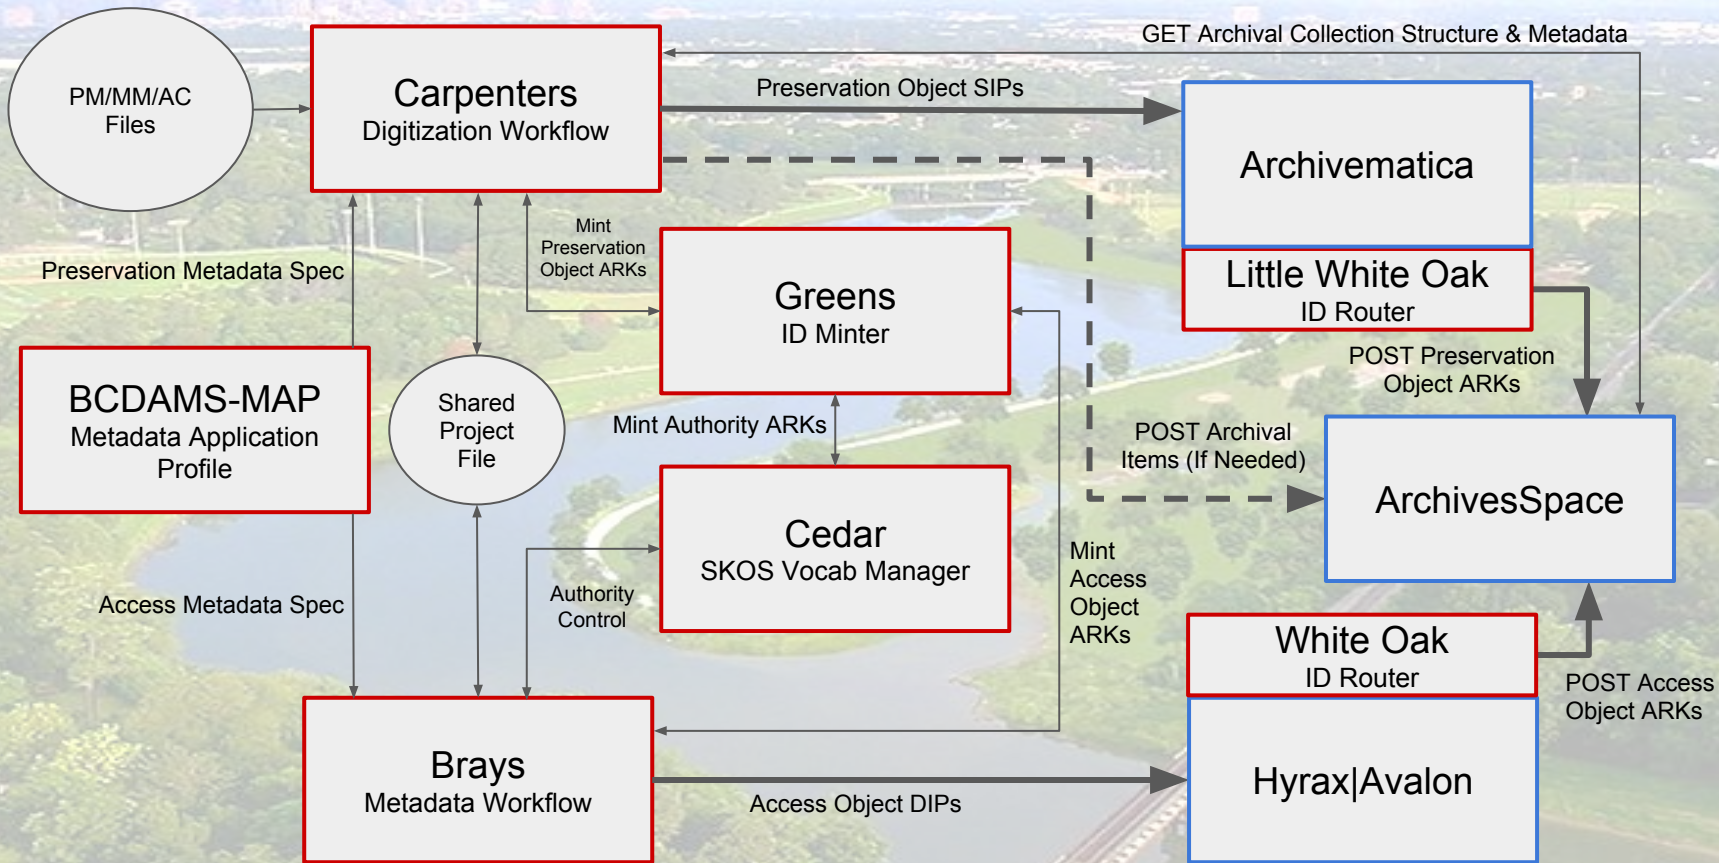 GET Archival Collection Structure & Metadata
PM/MM/AC
Files
Carpenters
Digitization Workflow
Preservation Object SIPs
Archivematica
Little White Oak
ID Router
Mint
Preservation
Object ARKs
Preservation Metadata Spec
Greens
ID Minter
POST Preservation
Object ARKs
BCDAMS-MAP
Metadata Application
Profile
Shared
Project
File
Mint Authority ARKs
POST Archival
Items (If Needed)
ArchivesSpace
Cedar
SKOS Vocab Manager
Mint
Access
Object
ARKs
Access Metadata Spec
Authority
Control
White Oak
ID Router
POST Access
Object ARKs
Brays
Metadata Workflow
Access Object DIPs
Hyrax|Avalon